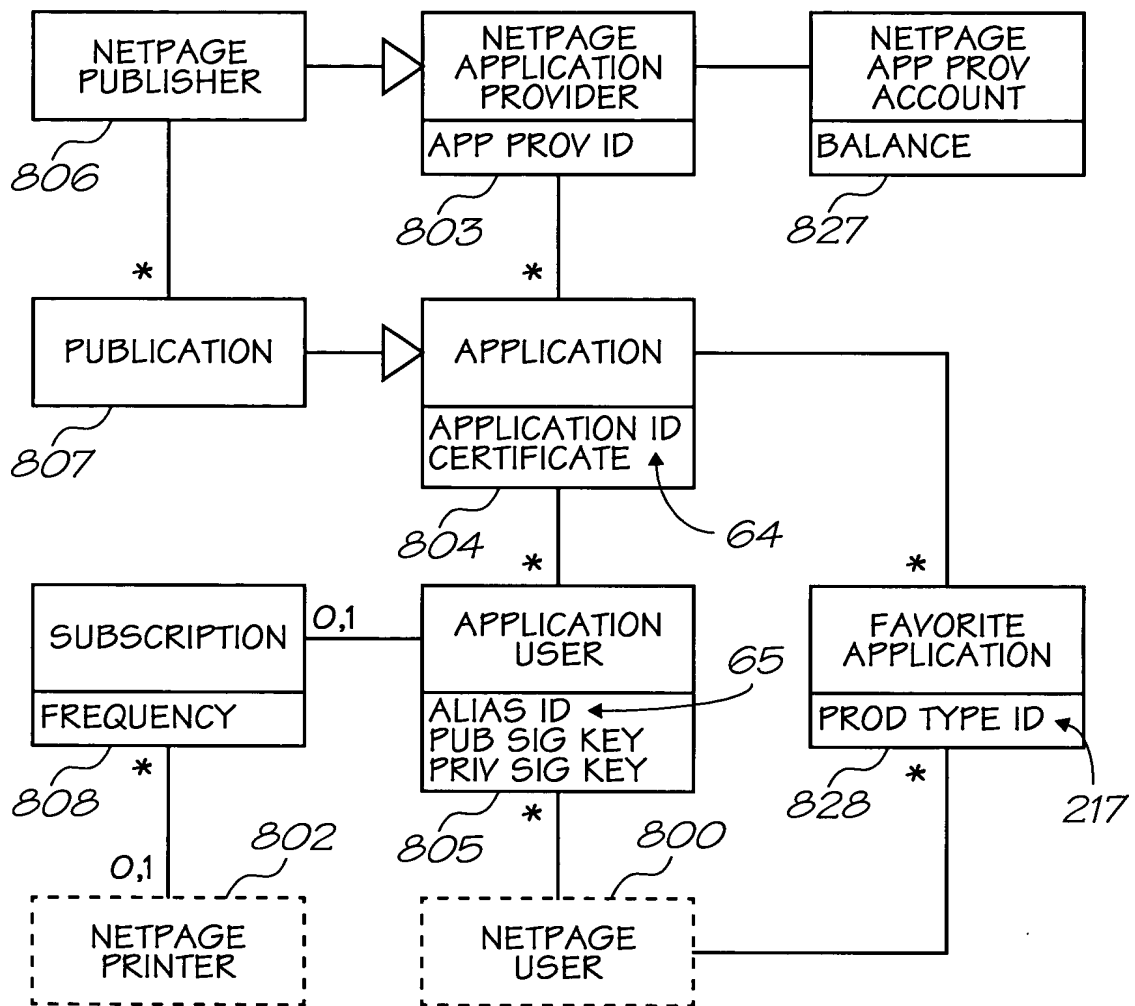 NETPAGE
PUBLISHER
NETPAGE
APPLICATION
PROVIDER
APP PROV ID
NETPAGE
APP PROV
ACCOUNT
BALANCE
806
803
827
*
*
PUBLICATION
APPLICATION
APPLICATION ID
CERTIFICATE
807
804
64
*
*
SUBSCRIPTION
FREQUENCY
0,1
APPLICATION
USER
ALIAS ID
PUB SIG KEY
PRIV SIG KEY
65
FAVORITE
APPLICATION
PROD TYPE ID
808
*
805
*
828
*
217
802
800
0,1
NETPAGE
PRINTER
NETPAGE
USER